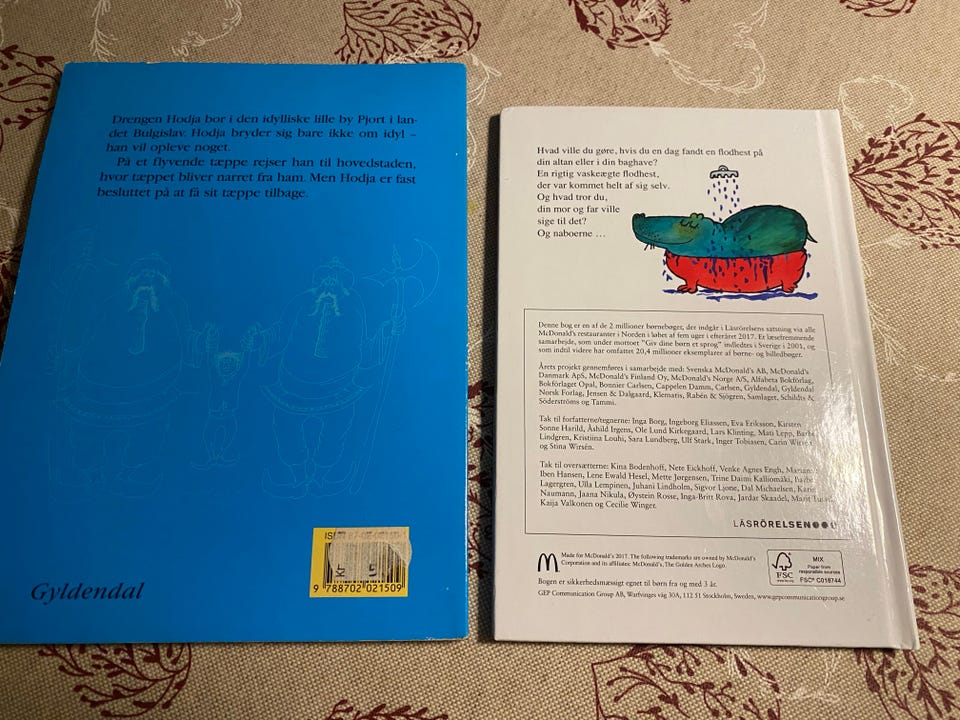 Drengen Hodja bor i den idylliske lille by Pjort i lan-
det Bulgislav. Hodja bryder sig bare ikke om idyl –
han vil opleve noget.
På et flyvende tæppe rejser han til hovedstaden,
hvor tæppet bliver narret fra ham. Men Hodja er fast
besluttet på at få sit tæppe tilbage.
Gyldendal
9 788702 021509
Hvad ville du gøre, hvis du en dag fandt en flodhest på
din altan eller i din baghave?
En rigtig vaskeægte flodhest,
der var kommet helt af sig selv.
Og hvad tror du,
din mor og far ville
sige til det?
Og naboerne ...
Denne bog er en af de 2 millioner børnebøger, der indgår i Läsrörelsens satsning via alle
McDonald's restauranter i Norden i løbet af fem uger i efteråret 2017. Et læsefremmende
samarbejde, som under mottoet "Giv dine børn et sprog" indledtes i Sverige i 2001, og
som indtil videre har omfattet 20,4 millioner eksemplarer af børne- og billedbøger.
Årets projekt gennemføres i samarbejde med: Svenska McDonald's AB, McDonald's
Danmark ApS, McDonald's Finland Oy, McDonald's Norge A/S, Alfabeta Bokförlag,
Bokförlaget Opal, Bonnier Carlsen, Cappelen Damm, Carlsen, Gyldendal, Gyldendal
Norsk Forlag, Jensen & Dalgaard, Klematis, Rabén & Sjögren, Samlaget, Schildts &
Söderströms og Tammi.
Tak til forfatterne/tegnerne: Inga Borg, Ingeborg Eliassen, Eva Eriksson, Kirsten
Sonne Harild, Åshild Irgens, Ole Lund Kirkegaard, Lars Klinting, Mati Lepp, Barbro
Lindgren, Kristiina Louhi, Sara Lundberg, Ulf Stark, Inger Tobiasen, Carin Wirsén
og Stina Wirsén.
Tak til oversætterne: Kina Bodenhoff, Nete Eickhoff, Venke Agnes Engh,
Iben Hansen, Lene Ewald Hesel, Mette Jørgensen, Trine Daimi Kalliomäki,
Lagergren, Ulla Lempinen, Juhani Lindholm, Sigvor Ljone, Dal Michaelsen,
Naumann, Jaana Nikula, Øystein Rosse, Inga-Britt Rova, Jardar Skaadel,
Kaija Valkonen og Cecilie Winger.
LÄSRÖRELSEN
Made for McDonald's 2017. The following trademarks are owned by McDonald's
Corporation and its affiliates: McDonald's, The Golden Arches Logo.
FSC
www.fsc.org
MIX
Paper from
responsible sources
FSC® C018744
Bogen er sikkerhedsmæssigt egnet til børn fra og med 3 år.
GEP Communication Group AB, Warfvinges väg 30A, 112 51 Stockholm, Sweden, www.gepcommunicationgroup.se